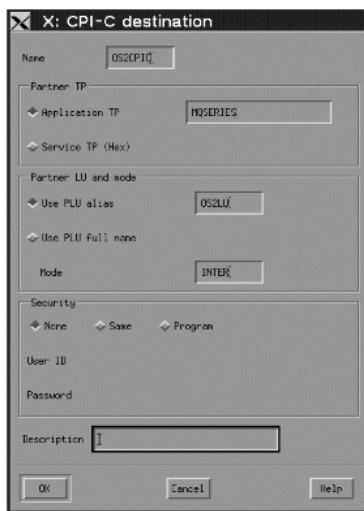 X: CPI-C destination
Name OS2CPIC
Partner TP
Application TP MQSERIES
Service TP (Hex)
Partner LU and mode
Use PLU alias OS2LU
Use PLU full name
Mode INTER
Security
None Same Program
User ID
Password
Description
OK Cancel Help